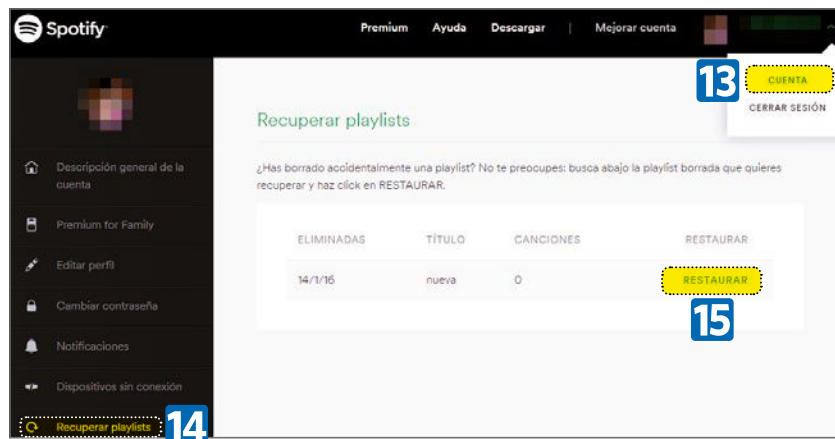 Spotify
Premium Ayuda Descargar | Mejorar cuenta
13
CUENTA
CERRAR SESIÓN
Recuperar playlists
¿Has borrado accidentalmente una playlist? No te preocupes: busca abajo la playlist borrada que quieres
recuperar y haz click en RESTAURAR.
ELIMINADAS TÍTULO CANCIONES RESTAURAR
14/1/16 nueva 0 RESTAURAR
15
Descripción general de la
cuenta
Premium for Family
Editar perfil
Cambiar contraseña
Notificaciones
Dispositivos sin conexión
Recuperar playlists
14